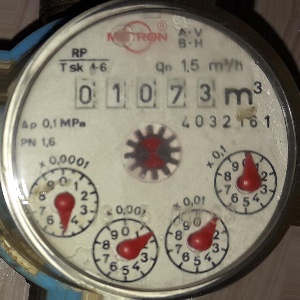 METRON
A-V
B-H
RP
Tsk 1-6
Qn 1,5 m³/h
01073 m³
Δp 0,1 MPa
4032161
PN 1,6
x 0,0001
x 0,1
x 0,001
x 0,01